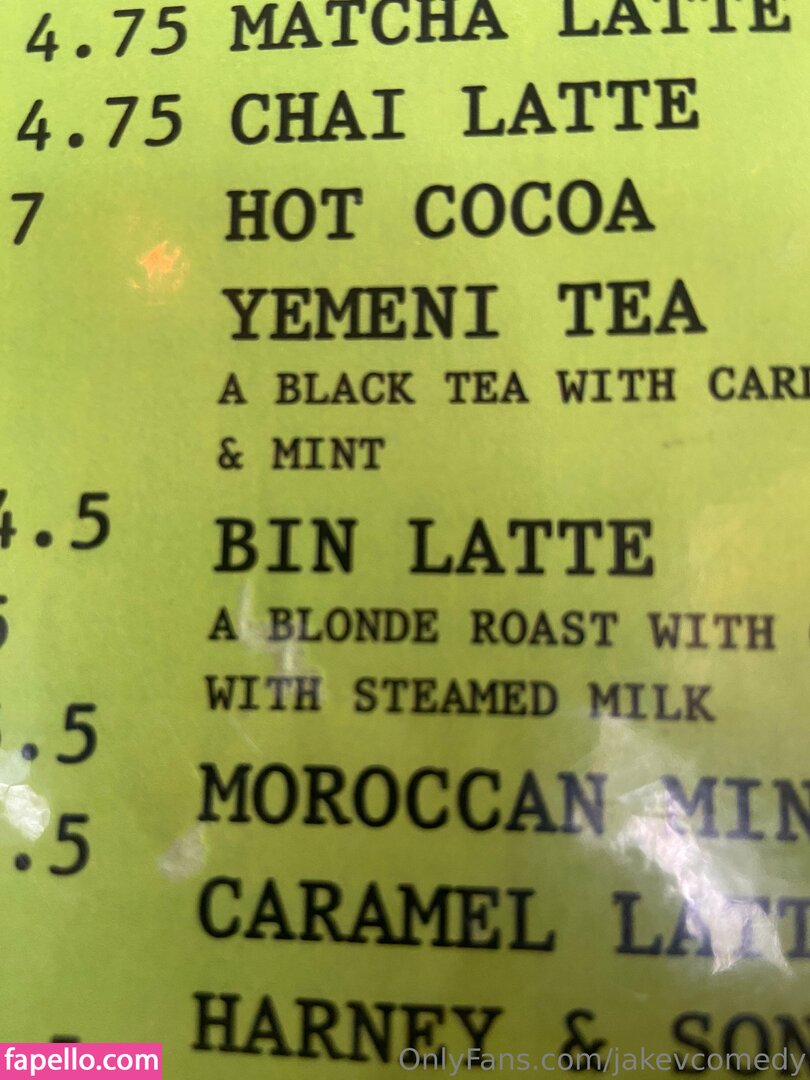 4.75 MATCHA LATTE
4.75 CHAI LATTE
7 HOT COCOA
YEMENI TEA
A BLACK TEA WITH
& MINT
4.5 BIN LATTE
A BLONDE ROAST WITH
.5 WITH STEAMED MILK
MOROCCAN
.5
CARAMEL
HARNEY &
fapello.com
OnlyFans.com/jakevcomedy